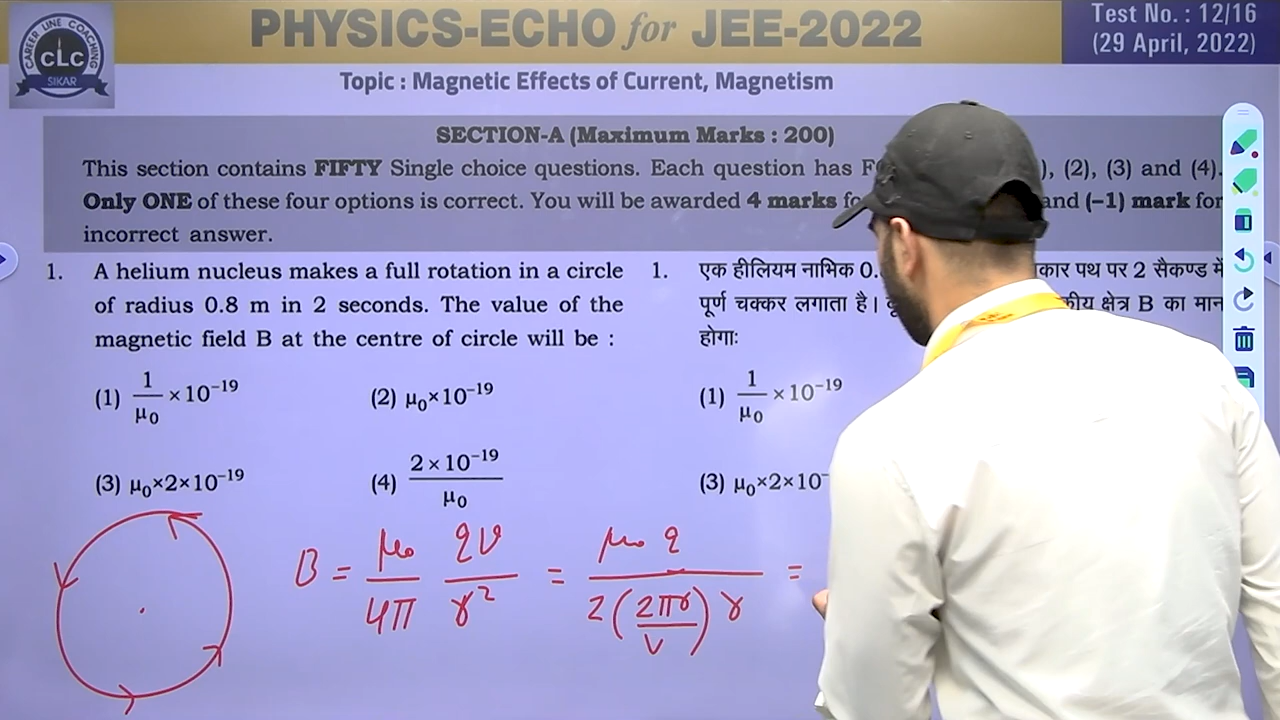 CAREER LINE COACHING
CLC
SIKAR
PHYSICS-ECHO for JEE-2022
Test No. : 12/16
(29 April, 2022)
Topic : Magnetic Effects of Current, Magnetism
SECTION-A (Maximum Marks : 200)
This section contains FIFTY Single choice questions. Each question has ), (2), (3) and (4).
Only ONE of these four options is correct. You will be awarded 4 marks and (−1) mark for
incorrect answer.
1. A helium nucleus makes a full rotation in a circle
of radius 0.8 m in 2 seconds. The value of the
magnetic field B at the centre of circle will be :
(1) 1/μ₀ × 10⁻¹⁹
(2) μ₀×10⁻¹⁹
(3) μ₀×2×10⁻¹⁹
(4) 2×10⁻¹⁹/μ₀
1. एक हीलियम नाभिक 0. पथ पर 2 सैकण्ड में
पूर्ण चक्कर लगाता है। क्षेत्र B का मान
होगाः
(1) 1/μ₀ × 10⁻¹⁹
(3) μ₀×2×10⁻
B = μ₀/4π qv/r² = μ₀q/2(2πr/v)r =